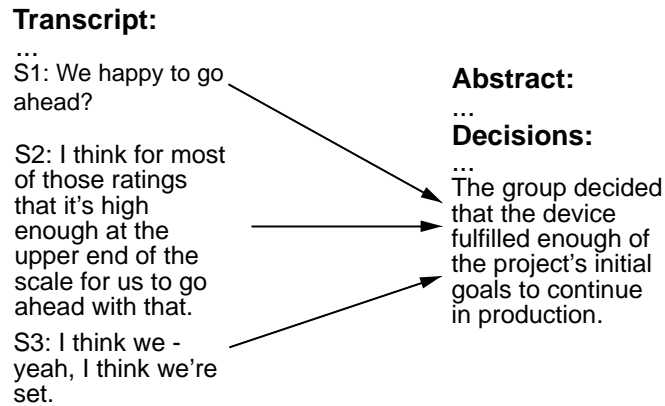 Transcript:
...
S1: We happy to go
ahead?
S2: I think for most
of those ratings
that it's high
enough at the
upper end of the
scale for us to go
ahead with that.
S3: I think we -
yeah, I think we're
set.
Abstract:
...
Decisions:
...
The group decided
that the device
fulfilled enough of
the project's initial
goals to continue
in production.